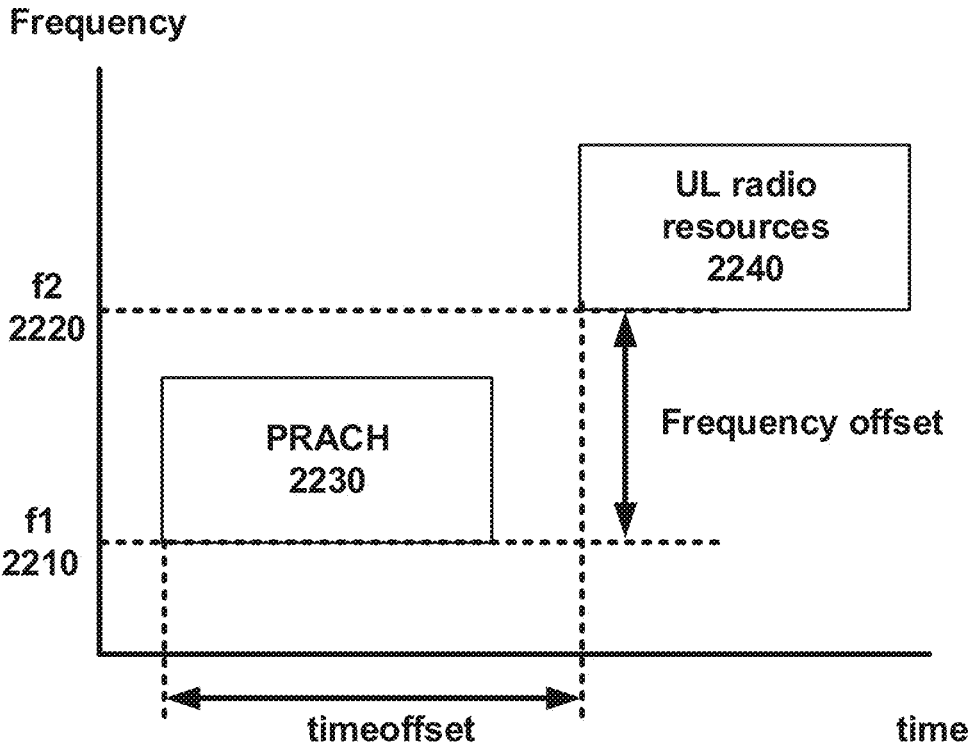 Frequency
UL radio
resources
2240
f2
2220
PRACH
2230
Frequency offset
f1
2210
timeoffset
time